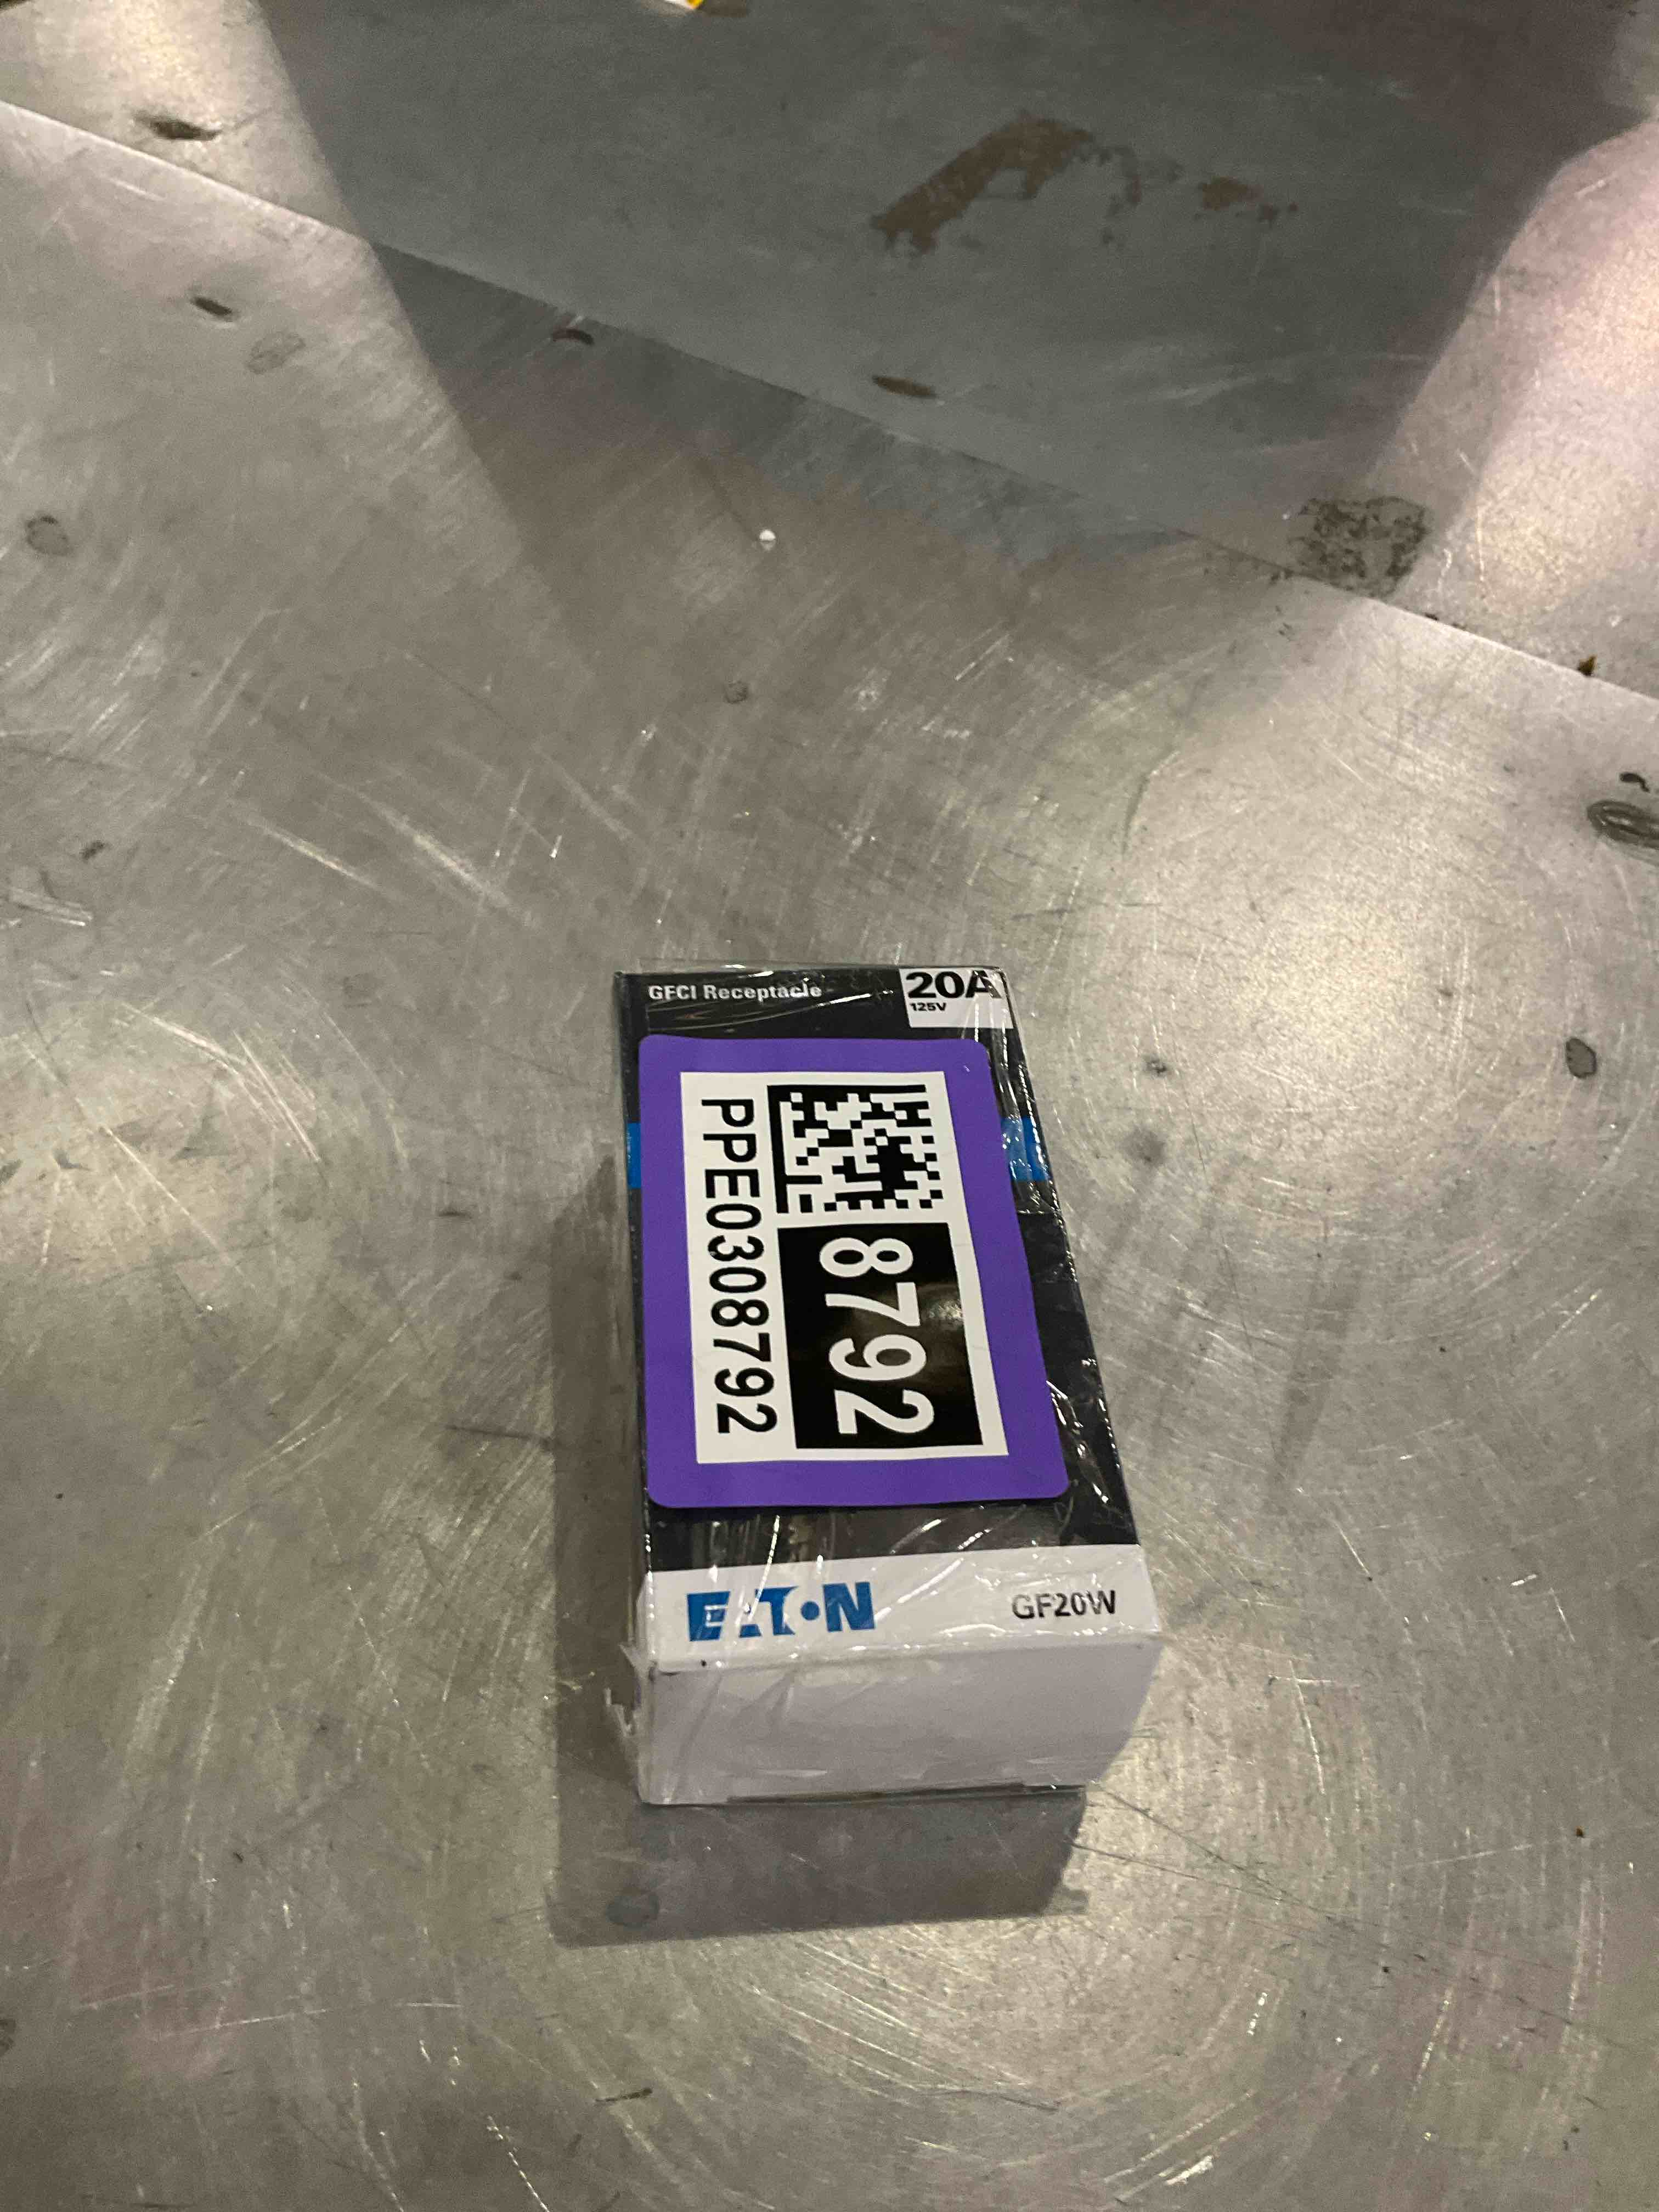 GFCI Receptacle
20A
125V
8792
PPE0308792
EATON
GF20W